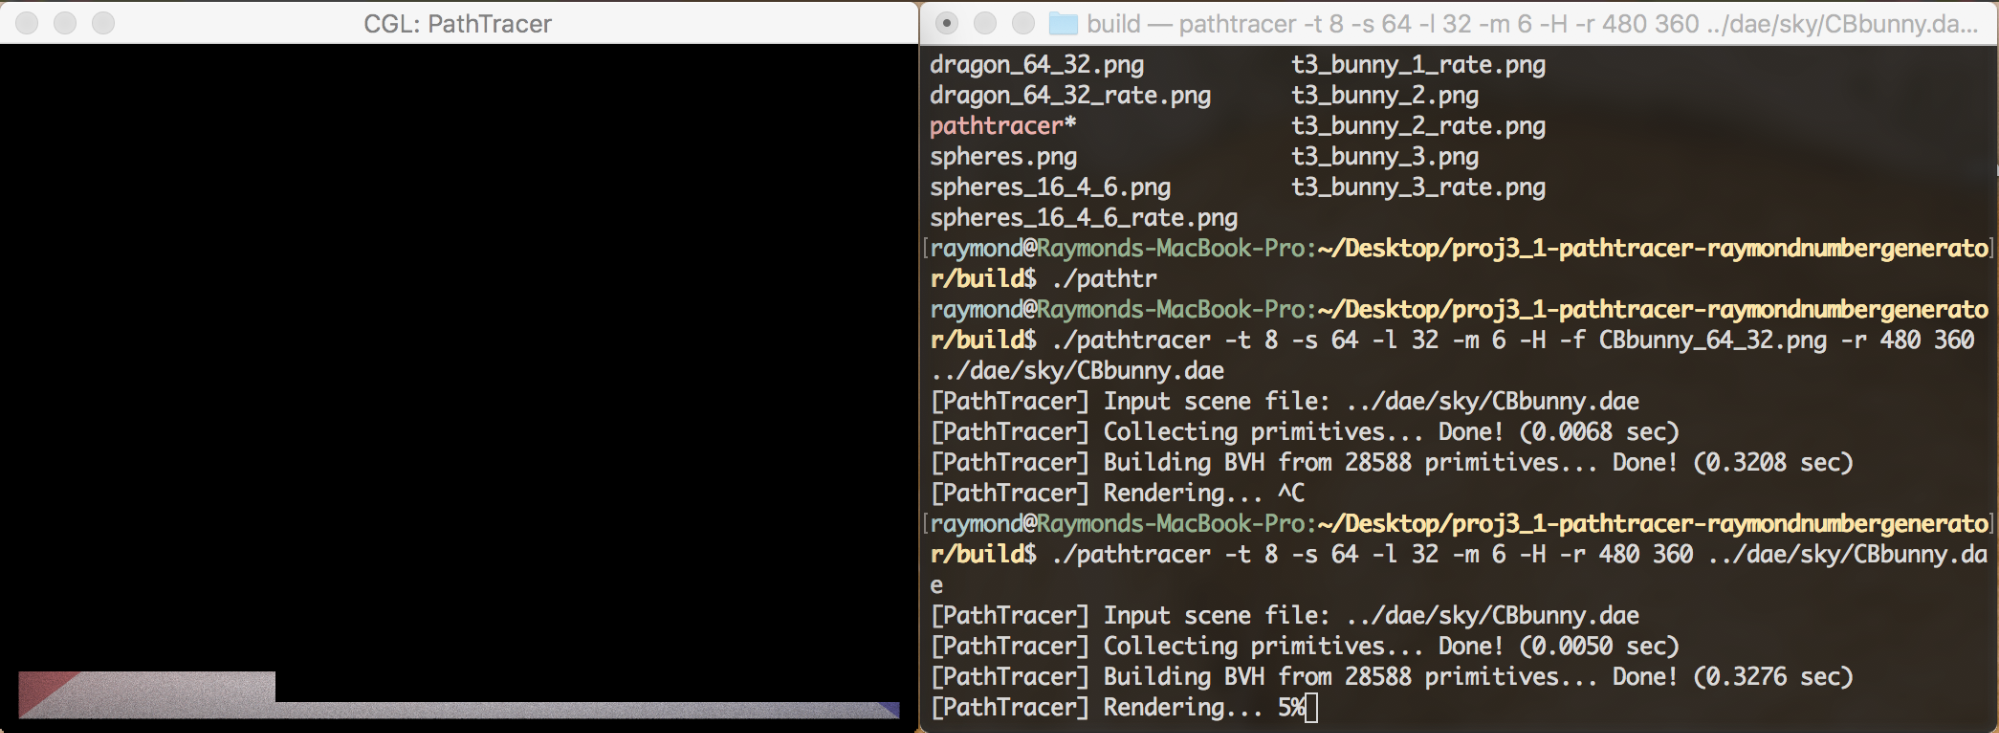 CGL: PathTracer
build — pathtracer -t 8 -s 64 -l 32 -m 6 -H -r 480 360 ../dae/sky/CBbunny.da...
dragon_64_32.png t3_bunny_1_rate.png
dragon_64_32_rate.png t3_bunny_2.png
pathtracer* t3_bunny_2_rate.png
spheres.png t3_bunny_3.png
spheres_16_4_6.png t3_bunny_3_rate.png
spheres_16_4_6_rate.png
[raymond@Raymonds-MacBook-Pro:~/Desktop/proj3_1-pathtracer-raymondnumbergenerato]
r/build$ ./pathtr
raymond@Raymonds-MacBook-Pro:~/Desktop/proj3_1-pathtracer-raymondnumbergenerato
r/build$ ./pathtracer -t 8 -s 64 -l 32 -m 6 -H -f CBbunny_64_32.png -r 480 360
../dae/sky/CBbunny.dae
[PathTracer] Input scene file: ../dae/sky/CBbunny.dae
[PathTracer] Collecting primitives... Done! (0.0068 sec)
[PathTracer] Building BVH from 28588 primitives... Done! (0.3208 sec)
[PathTracer] Rendering... ^C
[raymond@Raymonds-MacBook-Pro:~/Desktop/proj3_1-pathtracer-raymondnumbergenerato]
r/build$ ./pathtracer -t 8 -s 64 -l 32 -m 6 -H -r 480 360 ../dae/sky/CBbunny.da
e
[PathTracer] Input scene file: ../dae/sky/CBbunny.dae
[PathTracer] Collecting primitives... Done! (0.0050 sec)
[PathTracer] Building BVH from 28588 primitives... Done! (0.3276 sec)
[PathTracer] Rendering... 5%